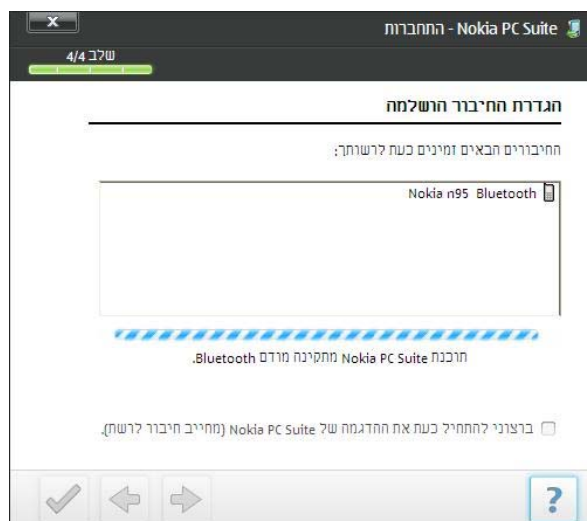 Nokia PC Suite - התחברות
שלב 4/4
הגדרת החיבור הושלמה
החיבורים הבאים זמינים כעת לרשותך:
Nokia n95 Bluetooth
תוכנת Nokia PC Suite מתקינה מודם Bluetooth.
ברצוני להתחיל כעת את ההדגמה של Nokia PC Suite (מחייב חיבור לרשת).